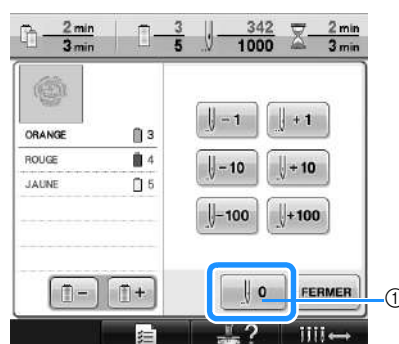 2 min 3 342 2 min
3 min 5 1000 3 min
-1 +1
ORANGE 3
ROUGE 4
-10 +10
JAUNE 5
-100 +100
- + 0 FERMER ①
?